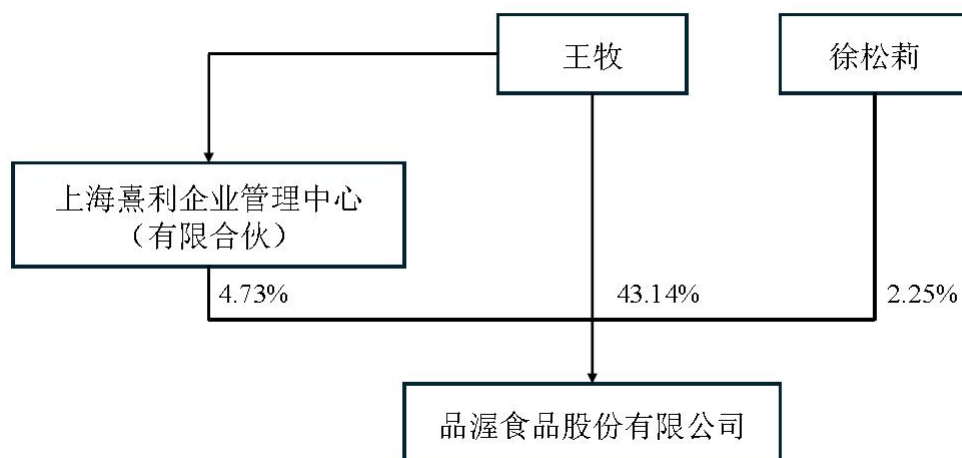 王牧
徐松莉
上海熹利企业管理中心
（有限合伙）
4.73%
43.14%
2.25%
品渥食品股份有限公司